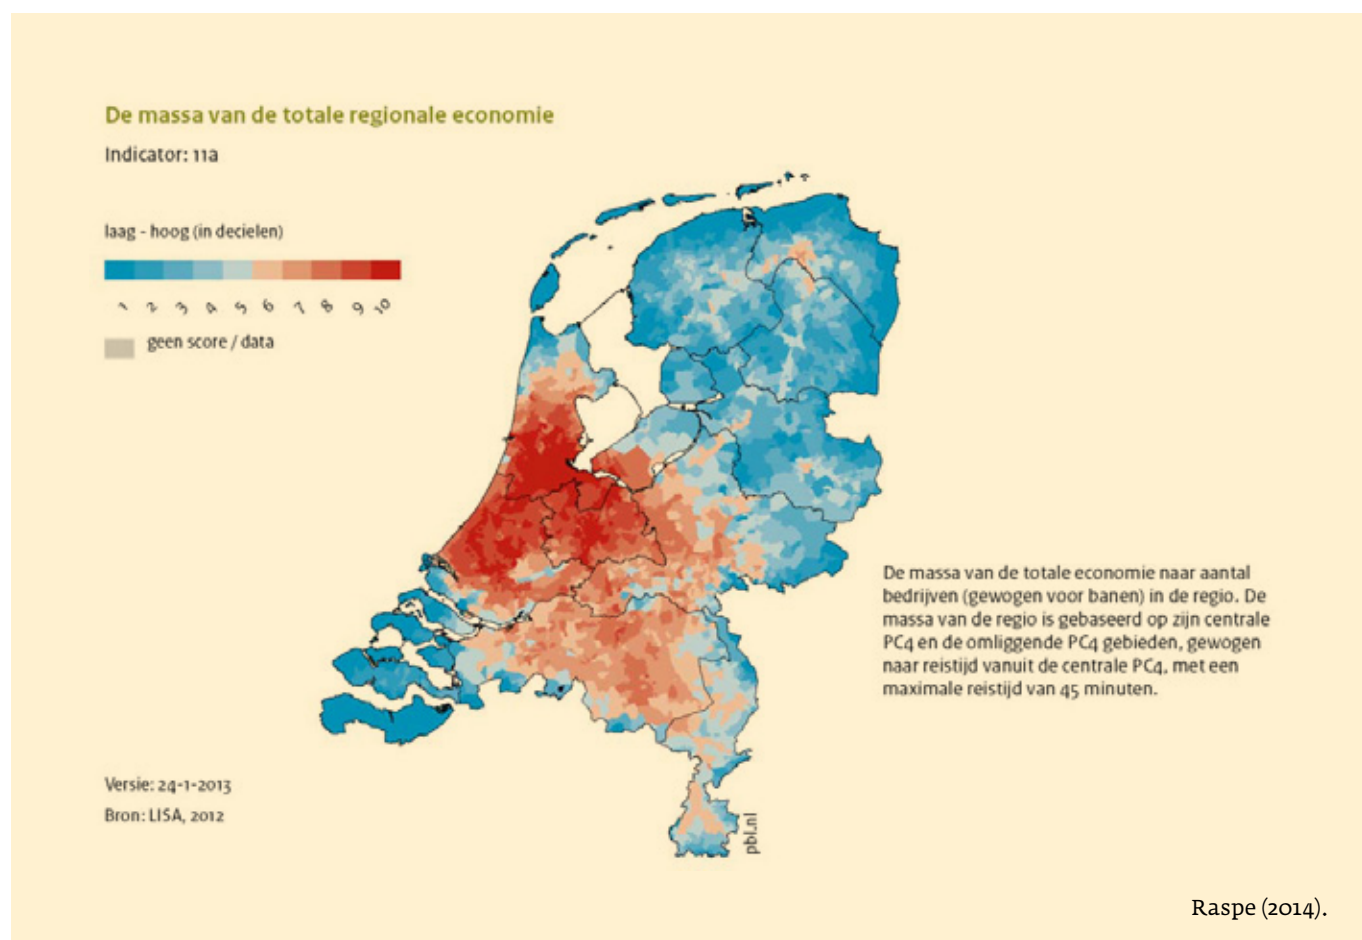 De massa van de totale regionale economie
Indicator: 11a
laag - hoog (in decielen)
1 2 3 4 5 6 7 8 9 10
geen score / data
De massa van de totale economie naar aantal
bedrijven (gewogen voor banen) in de regio. De
massa van de regio is gebaseerd op zijn centrale
PC4 en de omliggende PC4 gebieden, gewogen
naar reistijd vanuit de centrale PC4, met een
maximale reistijd van 45 minuten.
Versie: 24-1-2013
Bron: LISA, 2012
pbl.nl
Raspe (2014).